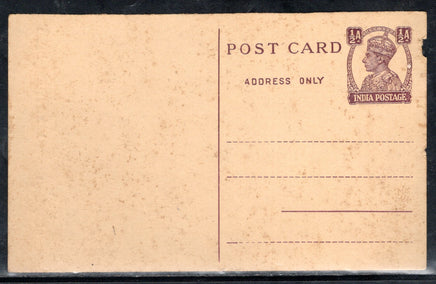 ½A ½A
POST CARD
ADDRESS ONLY
INDIA POSTAGE